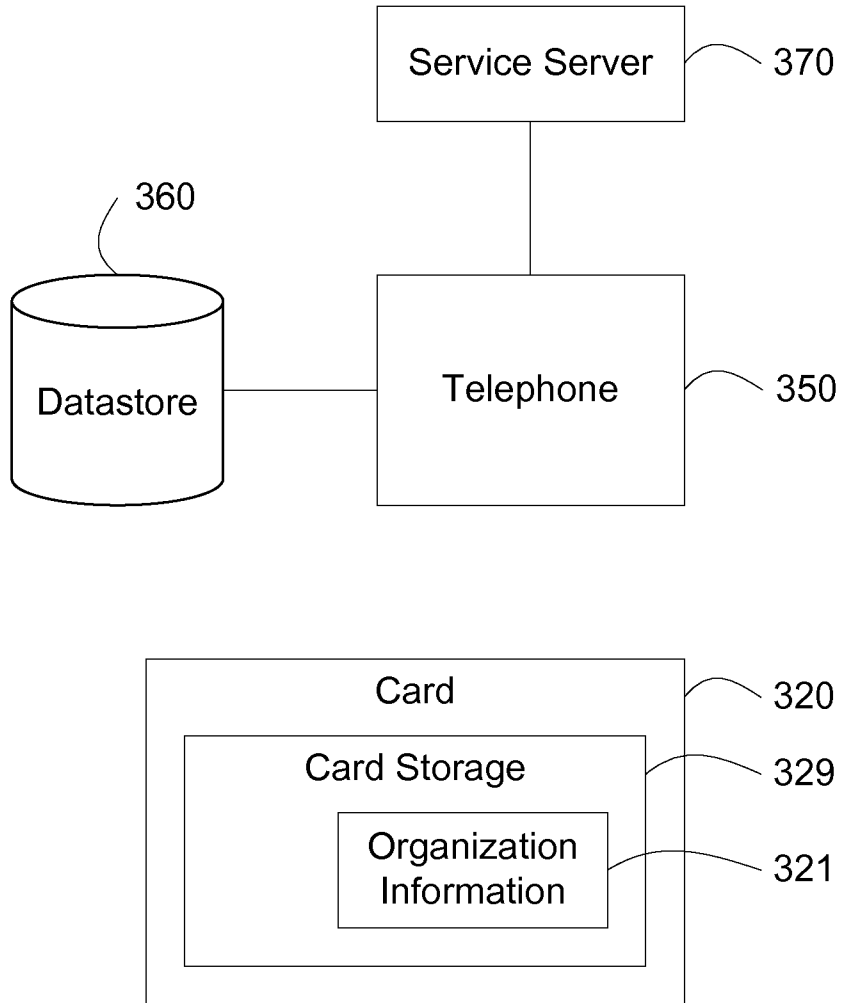 Service Server
370
360
Datastore
Telephone
350
Card
320
Card Storage
329
Organization
Information
321